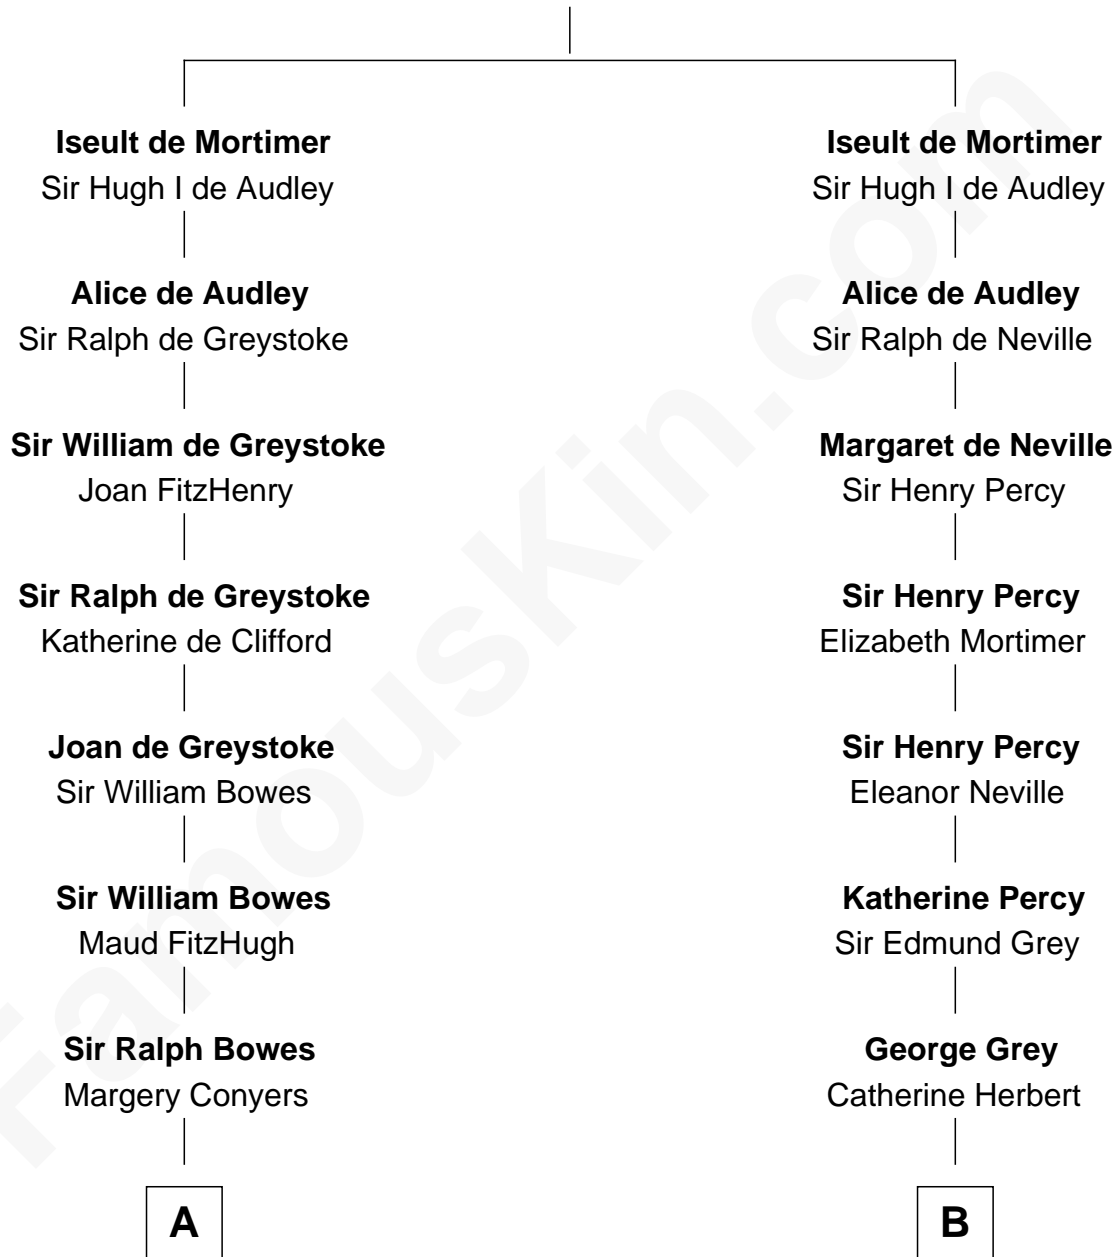 Iseult de Mortimer
Sir Hugh I de Audley
Alice de Audley
Sir Ralph de Greystoke
Sir William de Greystoke
Joan FitzHenry
Sir Ralph de Greystoke
Katherine de Clifford
Joan de Greystoke
Sir William Bowes
Sir William Bowes
Maud FitzHugh
Sir Ralph Bowes
Margery Conyers
A
Iseult de Mortimer
Sir Hugh I de Audley
Alice de Audley
Sir Ralph de Neville
Margaret de Neville
Sir Henry Percy
Sir Henry Percy
Elizabeth Mortimer
Sir Henry Percy
Eleanor Neville
Katherine Percy
Sir Edmund Grey
George Grey
Catherine Herbert
B
FamousKin.com